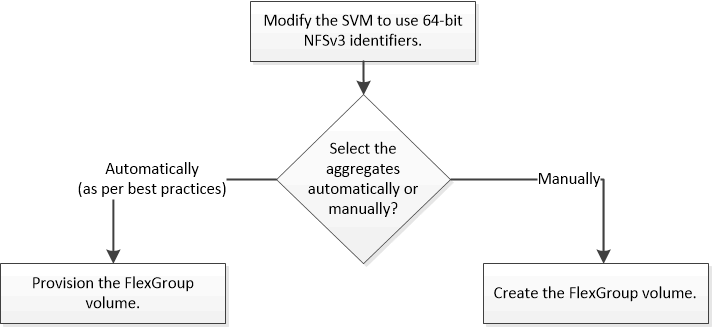 Modify the SVM to use 64-bit
NFSv3 identifiers.
Select the
aggregates
automatically or
manually?
Automatically
(as per best practices)
Manually
Provision the FlexGroup
volume.
Create the FlexGroup volume.